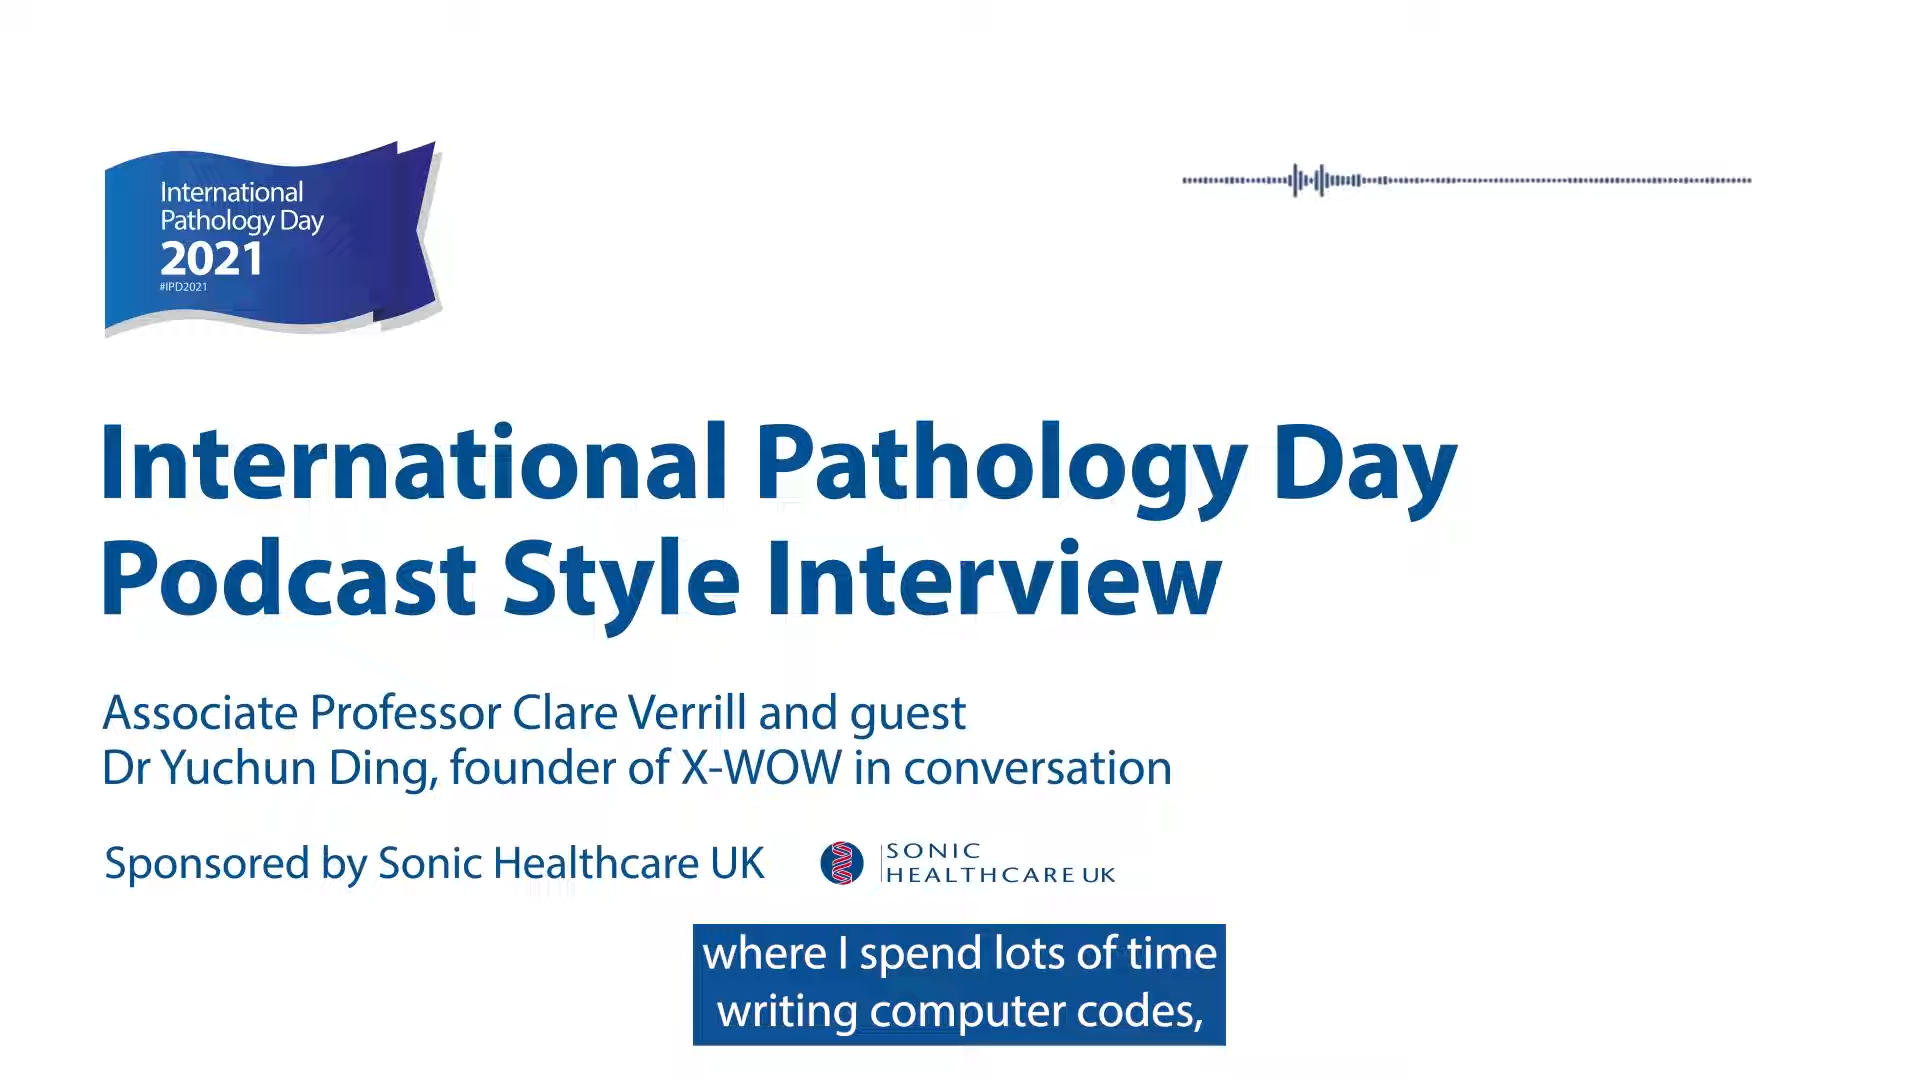 International
Pathology Day
2021
#IPD2021
International Pathology Day
Podcast Style Interview
Associate Professor Clare Verrill and guest
Dr Yuchun Ding, founder of X-WOW in conversation
Sponsored by Sonic Healthcare UK
SONIC
HEALTHCARE UK
where I spend lots of time
writing computer codes,